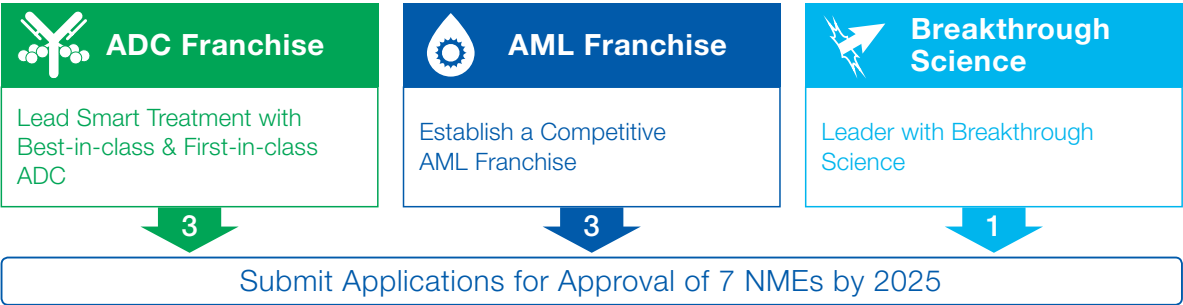 ADC Franchise
Lead Smart Treatment with
Best-in-class & First-in-class
ADC
3
AML Franchise
Establish a Competitive
AML Franchise
3
Breakthrough
Science
Leader with Breakthrough
Science
1
Submit Applications for Approval of 7 NMEs by 2025